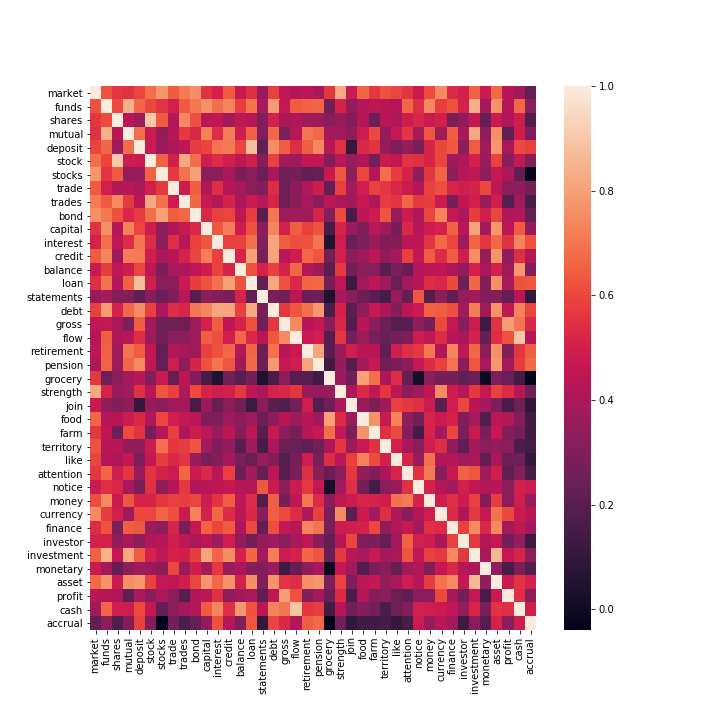 market
funds
shares
mutual
deposit
stock
stocks
trade
trades
bond
capital
interest
credit
balance
loan
statements
debt
gross
flow
retirement
pension
grocery
strength
join
food
farm
territory
like
attention
notice
money
currency
finance
investor
investment
monetary
asset
profit
cash
accrual
market
funds
shares
mutual
deposit
stock
stocks
trade
trades
bond
capital
interest
credit
balance
loan
statements
debt
gross
flow
retirement
pension
grocery
strength
join
food
farm
territory
like
attention
notice
money
currency
finance
investor
investment
monetary
asset
profit
cash
accrual
1.0
0.8
0.6
0.4
0.2
0.0